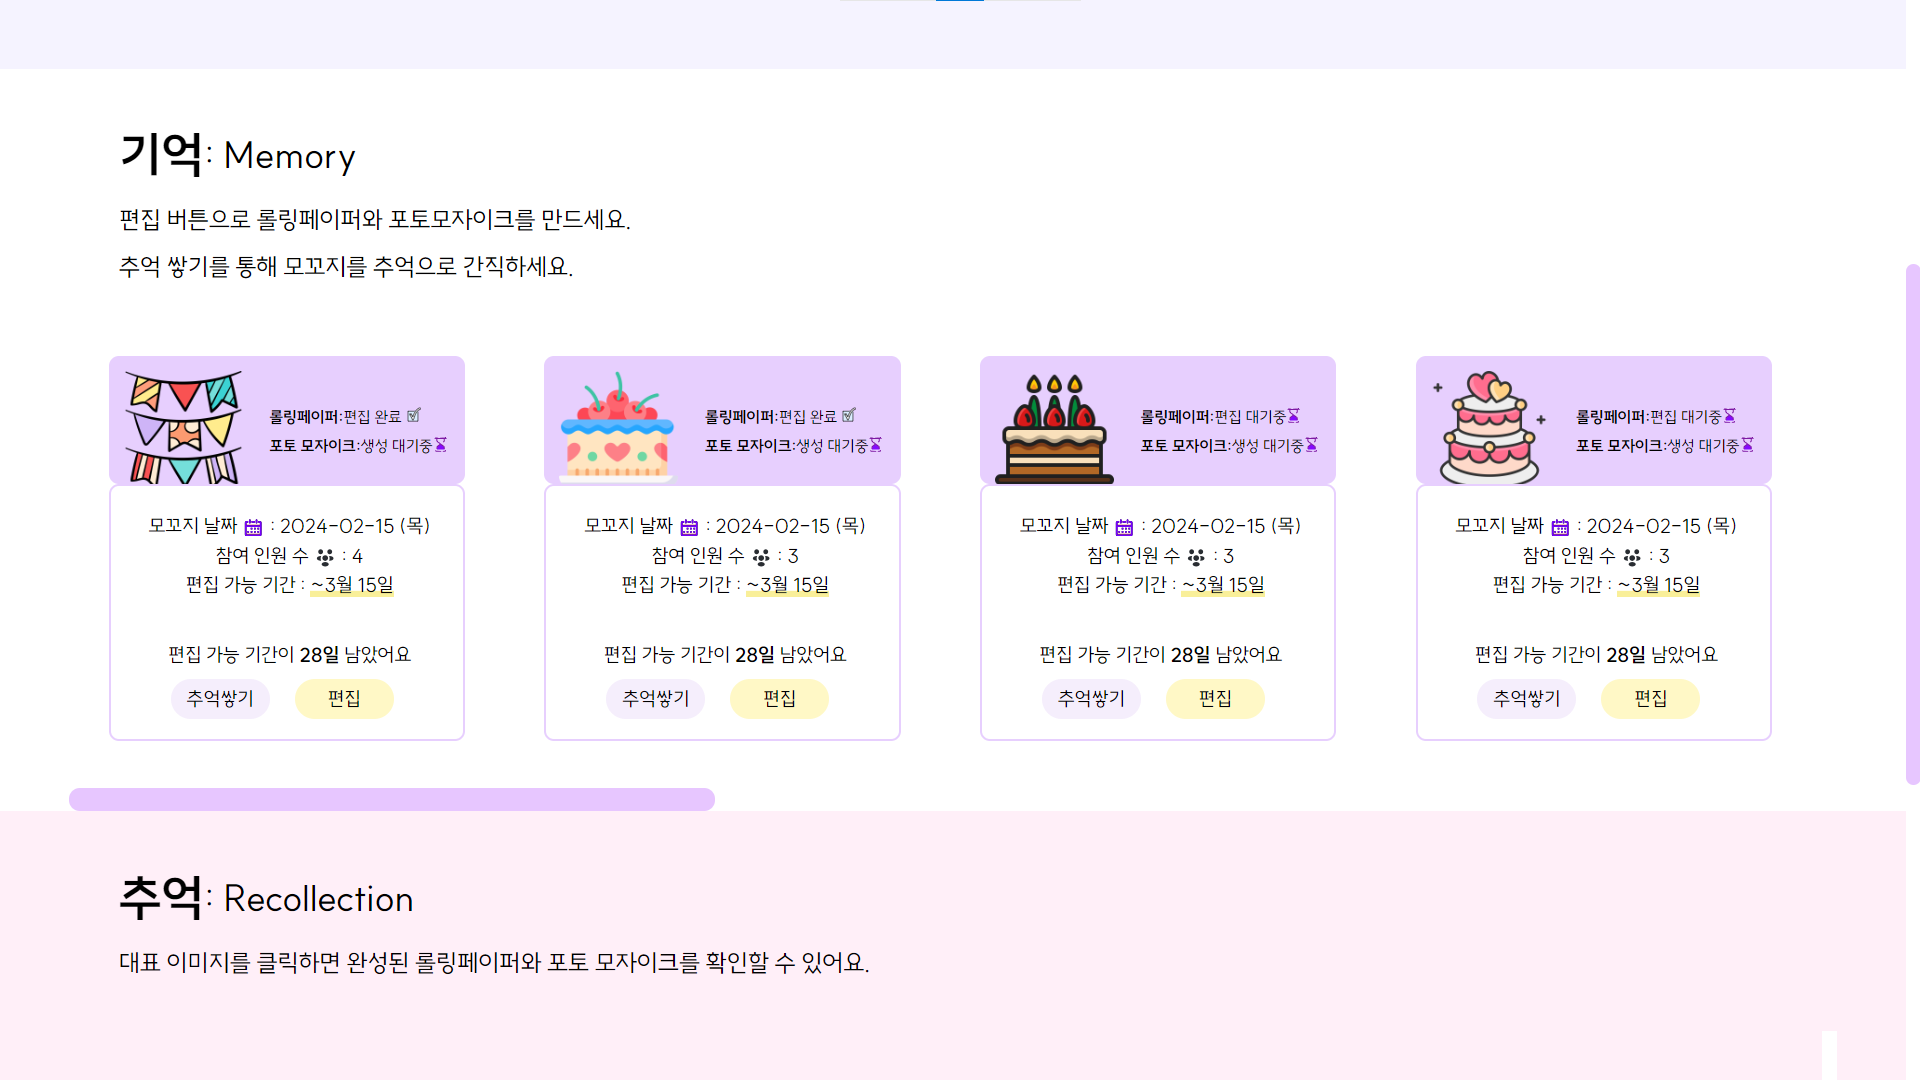 기억: Memory
편집 버튼으로 롤링페이퍼와 포토모자이크를 만드세요.
추억 쌓기를 통해 모꼬지를 추억으로 간직하세요.
롤링페이퍼:편집 완료
포토 모자이크:생성 대기중
모꼬지 날짜 : 2024-02-15 (목)
참여 인원 수 : 4
편집 가능 기간 : ~3월 15일
편집 가능 기간이 28일 남았어요
추억쌓기 편집
롤링페이퍼:편집 완료
포토 모자이크:생성 대기중
모꼬지 날짜 : 2024-02-15 (목)
참여 인원 수 : 3
편집 가능 기간 : ~3월 15일
편집 가능 기간이 28일 남았어요
추억쌓기 편집
롤링페이퍼:편집 대기중
포토 모자이크:생성 대기중
모꼬지 날짜 : 2024-02-15 (목)
참여 인원 수 : 3
편집 가능 기간 : ~3월 15일
편집 가능 기간이 28일 남았어요
추억쌓기 편집
롤링페이퍼:편집 대기중
포토 모자이크:생성 대기중
모꼬지 날짜 : 2024-02-15 (목)
참여 인원 수 : 3
편집 가능 기간 : ~3월 15일
편집 가능 기간이 28일 남았어요
추억쌓기 편집
추억: Recollection
대표 이미지를 클릭하면 완성된 롤링페이퍼와 포토 모자이크를 확인할 수 있어요.